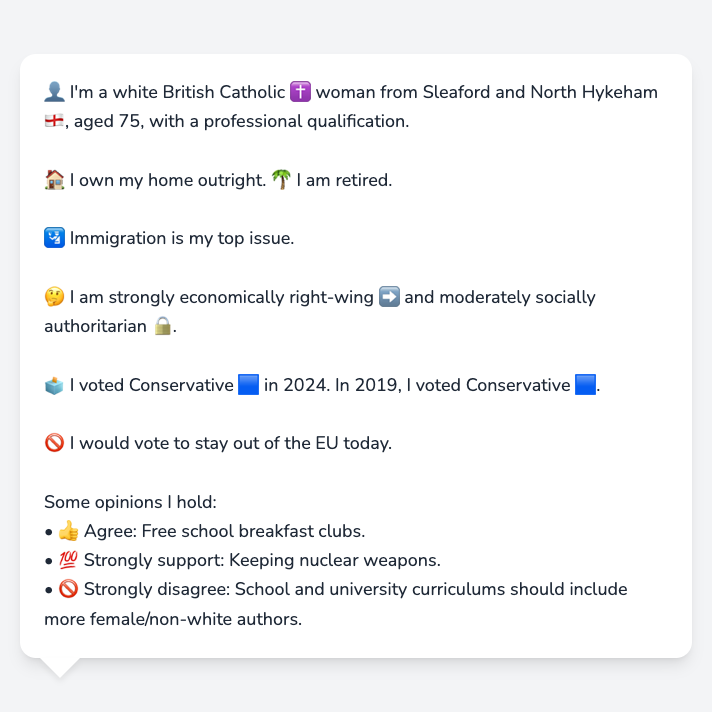 👤 I'm a white British Catholic ✝️ woman from Sleaford and North Hykeham
🏴󠁧󠁢󠁥󠁮󠁧󠁿, aged 75, with a professional qualification.
🏠 I own my home outright. 🌴 I am retired.
🛂 Immigration is my top issue.
🤔 I am strongly economically right-wing ➡️ and moderately socially
authoritarian 🔒.
🗳️ I voted Conservative 🟦 in 2024. In 2019, I voted Conservative 🟦.
🚫 I would vote to stay out of the EU today.
Some opinions I hold:
• 👍 Agree: Free school breakfast clubs.
• 💯 Strongly support: Keeping nuclear weapons.
• 🚫 Strongly disagree: School and university curriculums should include
more female/non-white authors.